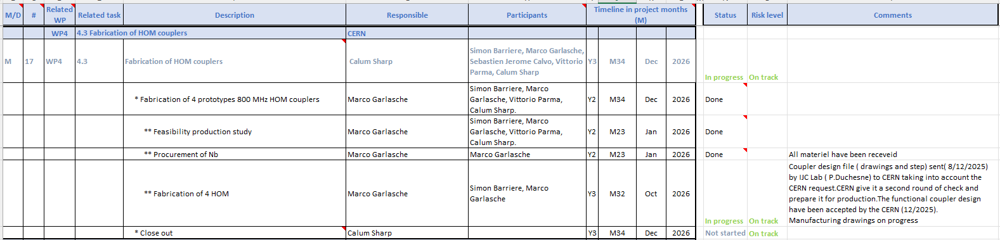 M/D # Related WP Related task Description Responsible Participants Timeline in project months (M) Status Risk level Comments
WP4 4.3 Fabrication of HOM couplers CERN
M 17 WP4 4.3 Fabrication of HOM couplers Calum Sharp
Simon Barriere, Marco Garlasche,
Sebastien Jerome Calvo, Vittorio
Parma, Calum Sharp
Y3 M34 Dec 2026 In progress On track
* Fabrication of 4 prototypes 800 MHz HOM couplers Marco Garlasche
Simon Barriere, Marco
Garlasche, Vittorio Parma,
Calum Sharp.
Y2 M34 Dec 2026 Done
** Feasibility production study Marco Garlasche
Simon Barriere, Marco
Garlasche, Vittorio Parma,
Calum Sharp.
Y2 M23 Jan 2026 Done
** Procurement of Nb Marco Garlasche Marco Garlasche Y2 M23 Jan 2026 Done All materiel have been receveid
** Fabrication of 4 HOM Marco Garlasche
Simon Barriere, Marco
Garlasche
Y3 M32 Oct 2026 In progress On track
Coupler design file ( drawings and step) sent( 8/12/2025)
by IJC Lab ( P.Duchesne) to CERN taking into account the
CERN request.CERN give it a second round of check and
prepare it for production.The functional coupler design
have been accepted by the CERN (12/2025).
Manufacturing drawings on progress
* Close out Calum Sharp Y3 M34 Dec 2026 Not started On track